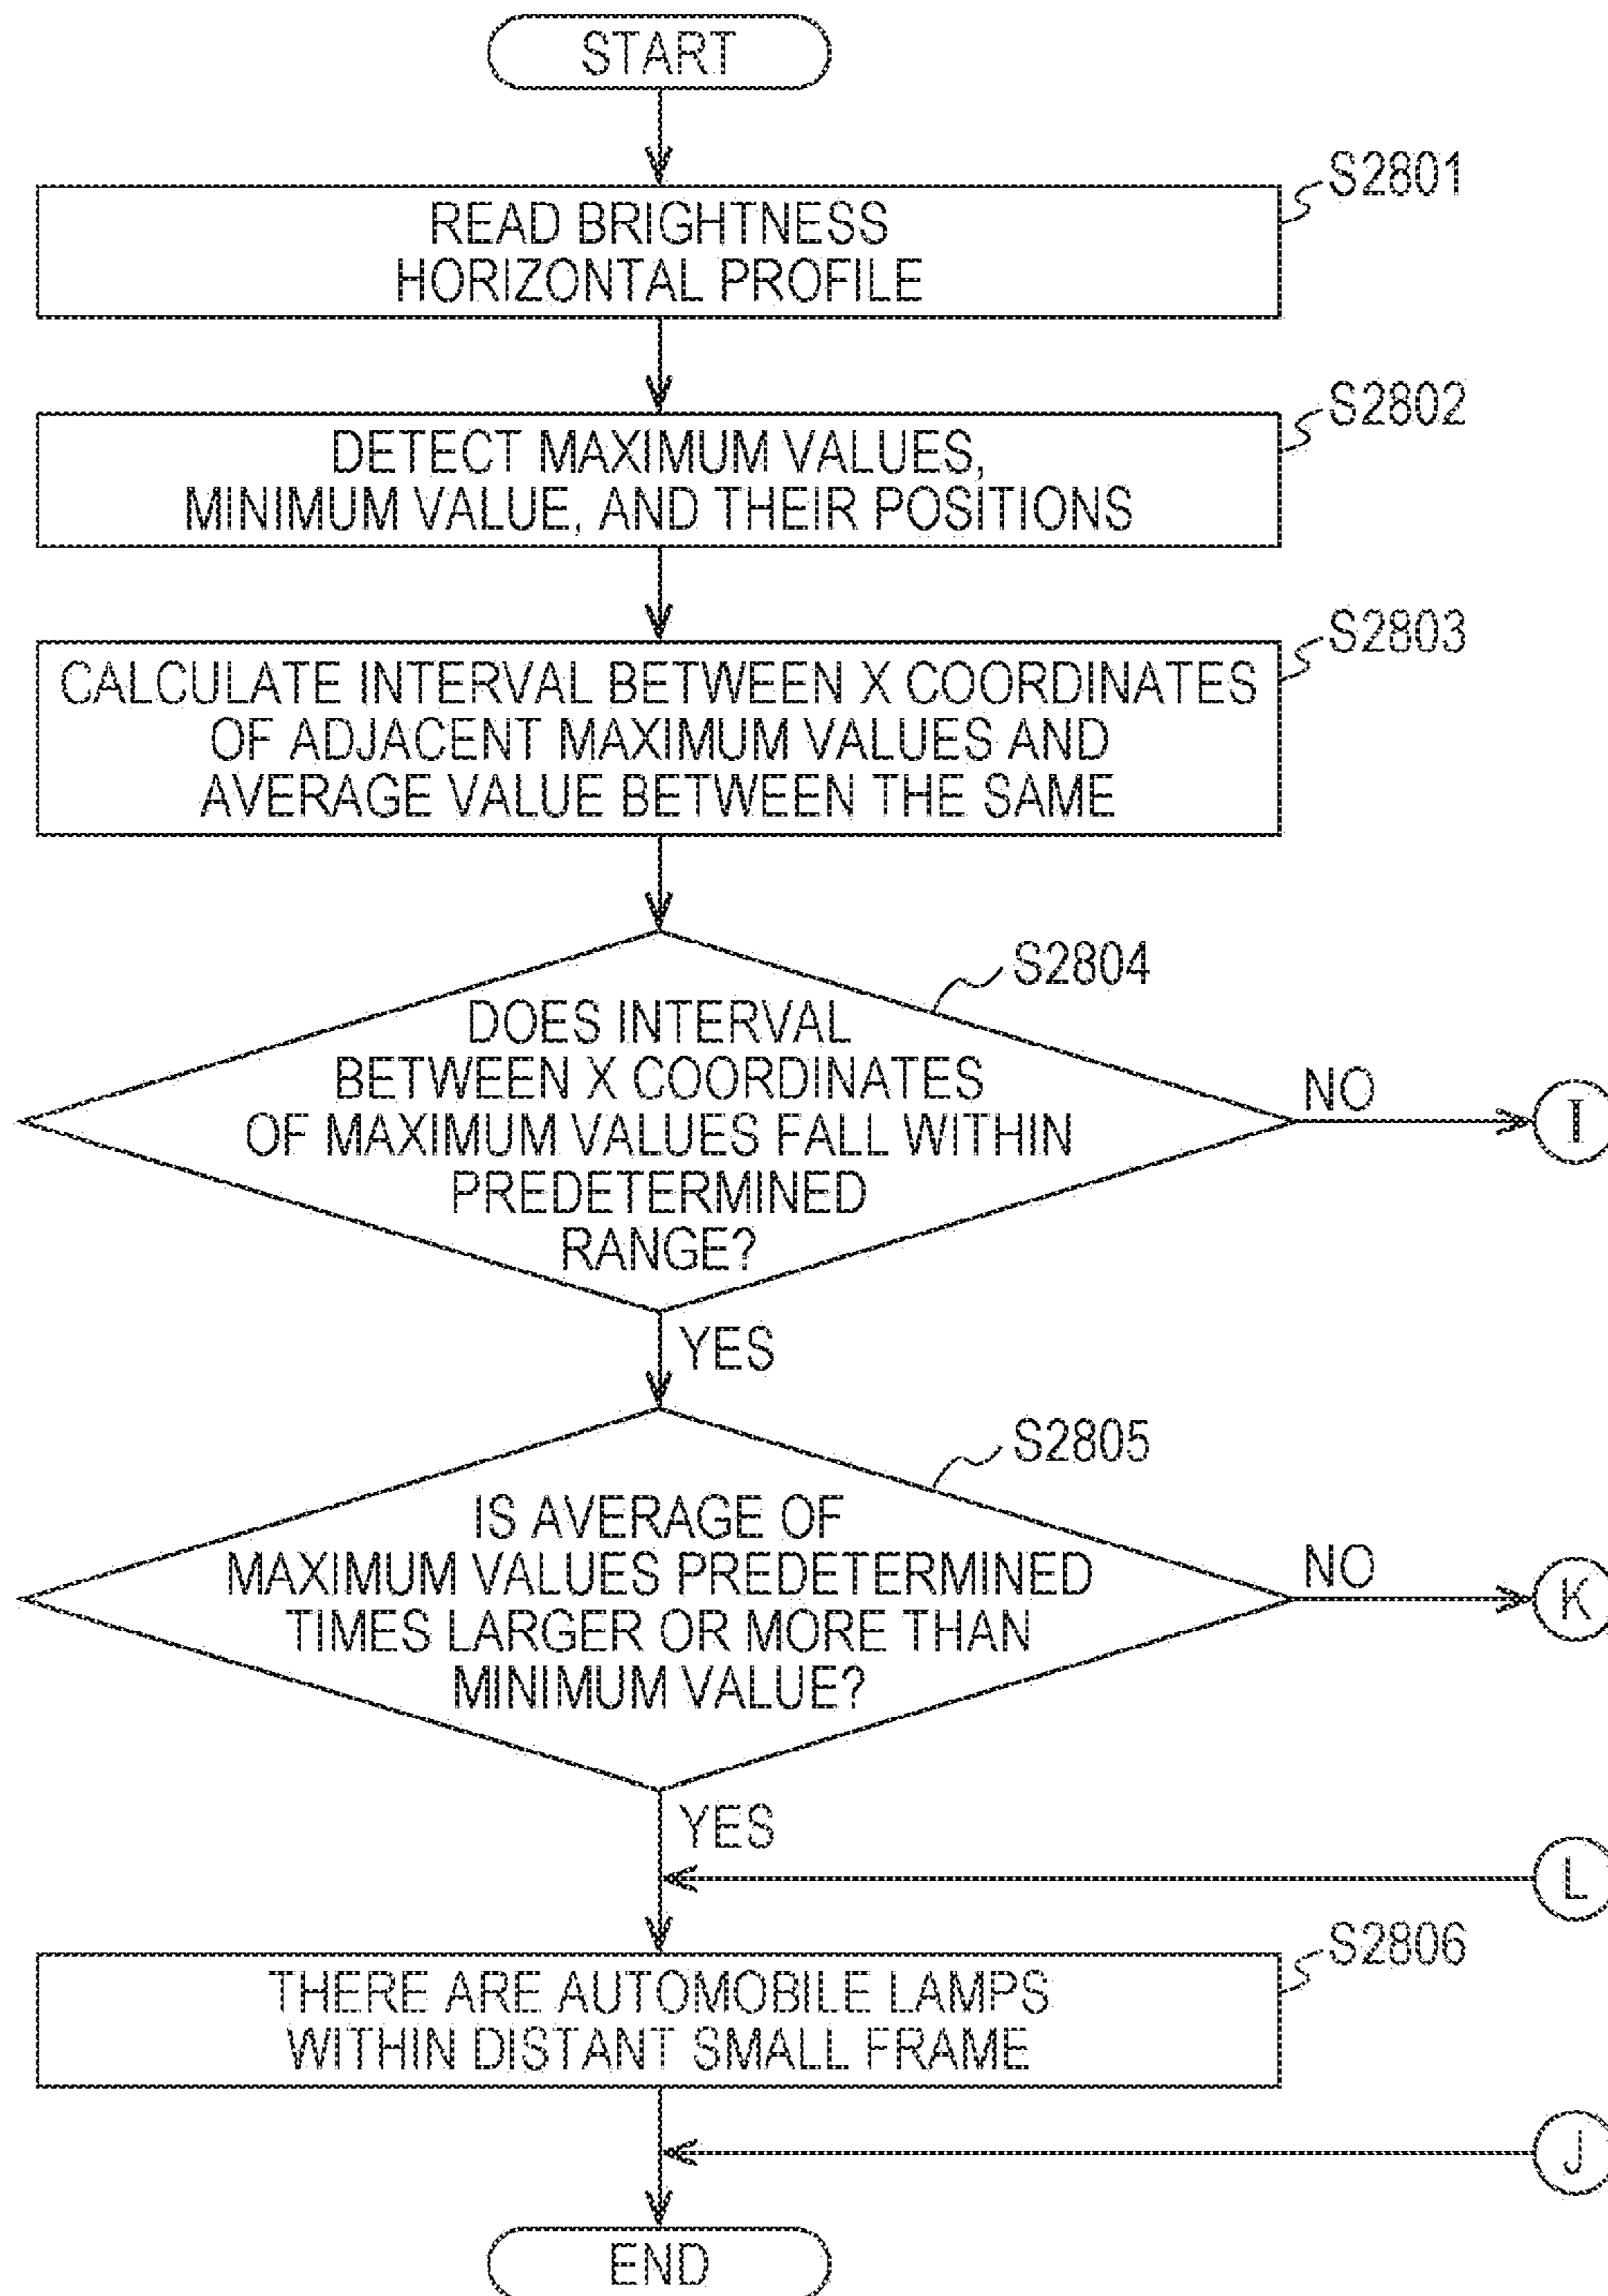 START
S2801
READ BRIGHTNESS
HORIZONTAL PROFILE
S2802
DETECT MAXIMUM VALUES,
MINIMUM VALUE, AND THEIR POSITIONS
S2803
CALCULATE INTERVAL BETWEEN X COORDINATES
OF ADJACENT MAXIMUM VALUES AND
AVERAGE VALUE BETWEEN THE SAME
S2804
DOES INTERVAL
BETWEEN X COORDINATES
OF MAXIMUM VALUES FALL WITHIN
PREDETERMINED
RANGE?
NO
I
YES
S2805
IS AVERAGE OF
MAXIMUM VALUES PREDETERMINED
TIMES LARGER OR MORE THAN
MINIMUM VALUE?
NO
K
YES
L
S2806
THERE ARE AUTOMOBILE LAMPS
WITHIN DISTANT SMALL FRAME
J
END